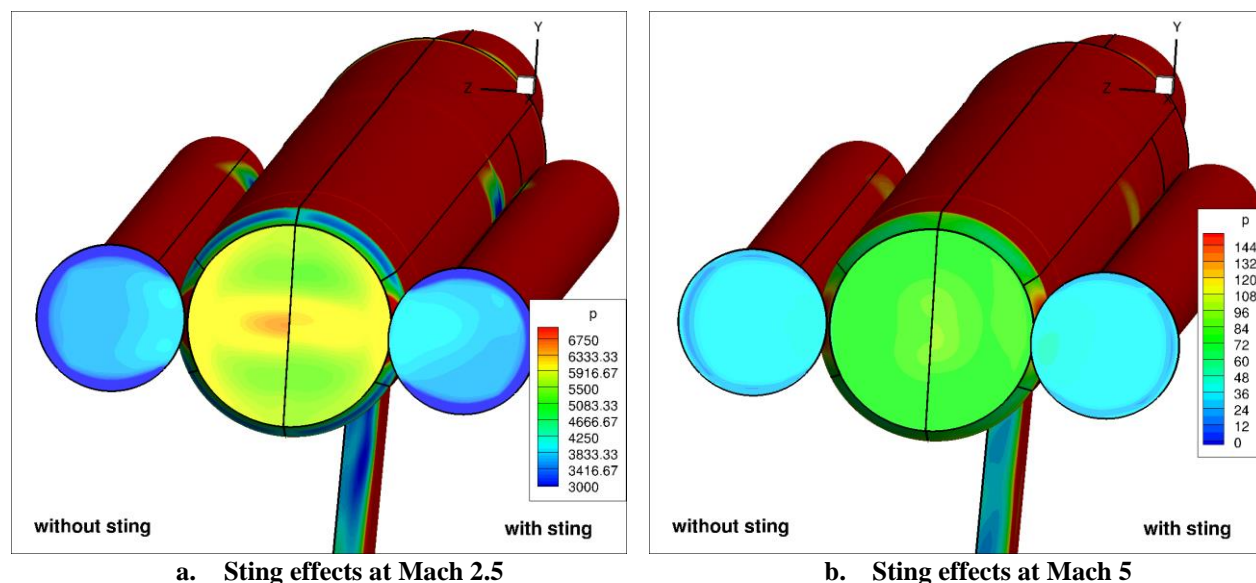 Y
Z
X
p
6750
6333.33
5916.67
5500
5083.33
4666.67
4250
3833.33
3416.67
3000
without sting
with sting
a. Sting effects at Mach 2.5
Y
Z
X
p
144
132
120
108
96
84
72
60
48
36
24
12
0
without sting
with sting
b. Sting effects at Mach 5